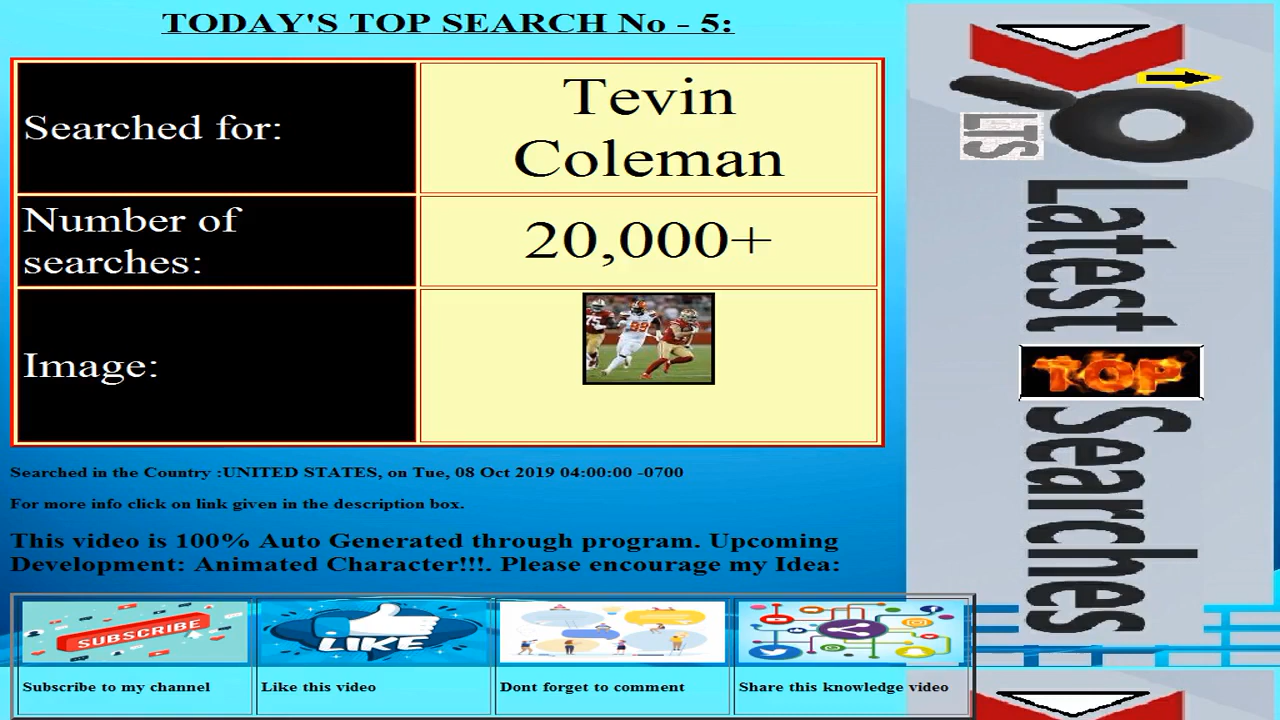 TODAY'S TOP SEARCH No - 5:
Searched for:
Tevin
Coleman
Number of
searches:
20,000+
Image:
75
99
Searched in the Country :UNITED STATES, on Tue, 08 Oct 2019 04:00:00 -0700
For more info click on link given in the description box.
This video is 100% Auto Generated through program. Upcoming
Development: Animated Character!!!. Please encourage my Idea:
SUBSCRIBE
LIKE
Subscribe to my channel
Like this video
Dont forget to comment
Share this knowledge video
LTS
Latest
TOP
Searches